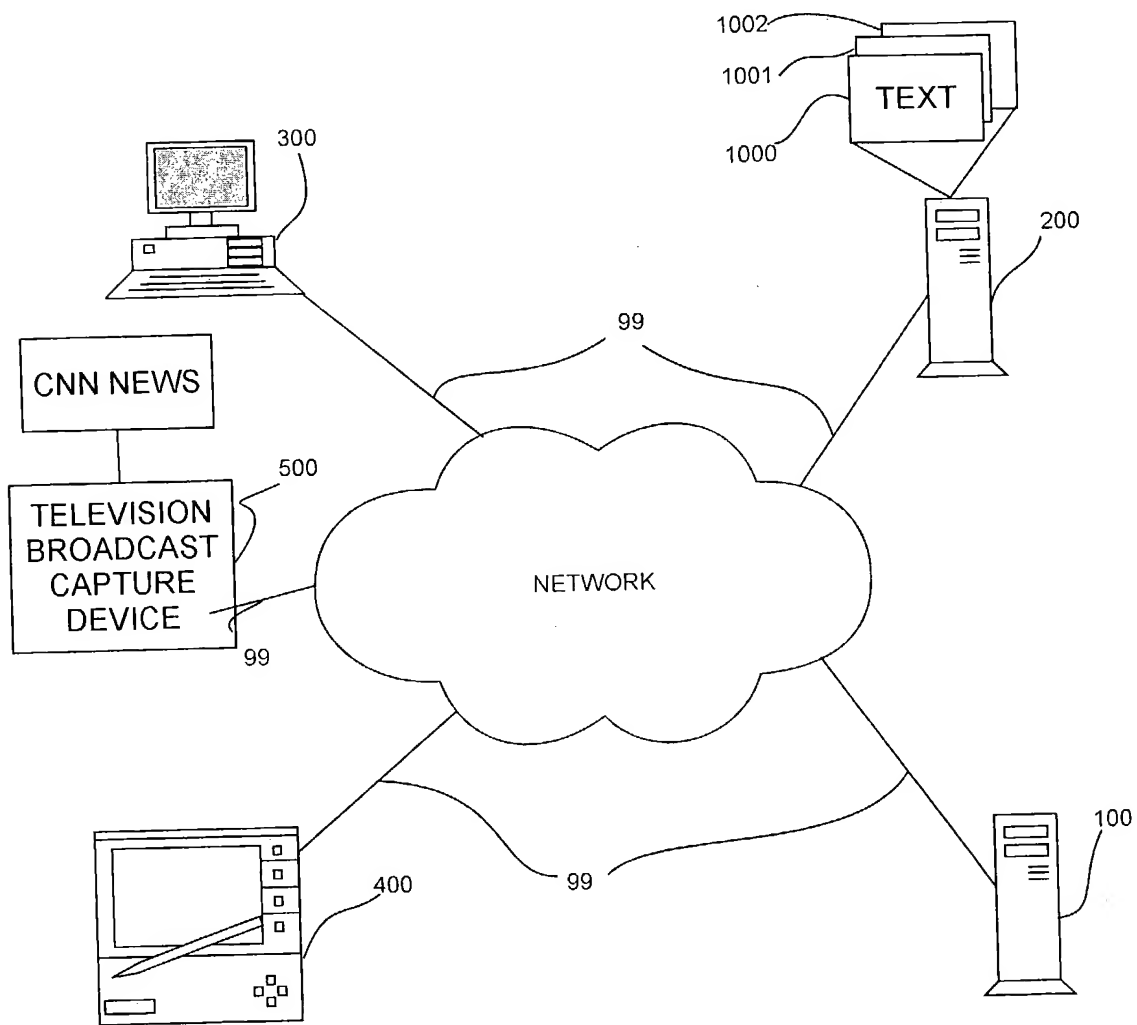 1002
1001
TEXT
1000
300
200
99
CNN NEWS
500
TELEVISION
BROADCAST
CAPTURE
DEVICE
NETWORK
99
100
99
400